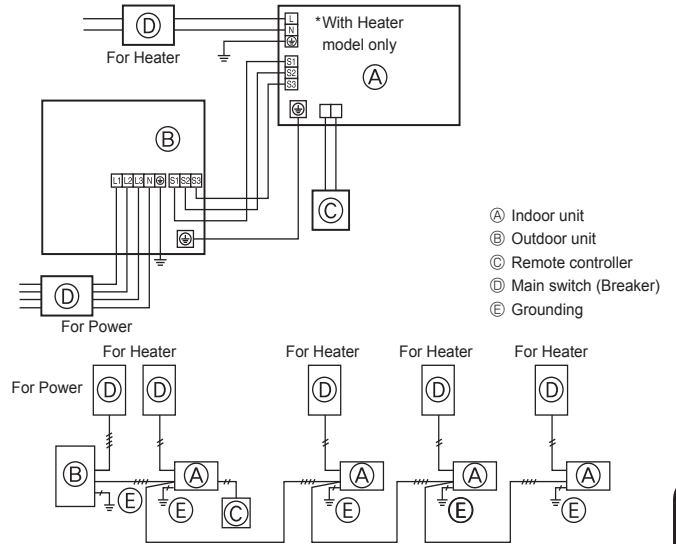 D
For Heater
L
N
*With Heater
model only
S1
S2
S3
A
B
L1 L2 L3 N S1 S2 S3
C
D
For Power
Ⓐ Indoor unit
Ⓑ Outdoor unit
Ⓒ Remote controller
Ⓓ Main switch (Breaker)
Ⓔ Grounding
For Heater For Heater For Heater For Heater
For Power D D D D D
B A A A A
E E C E E E